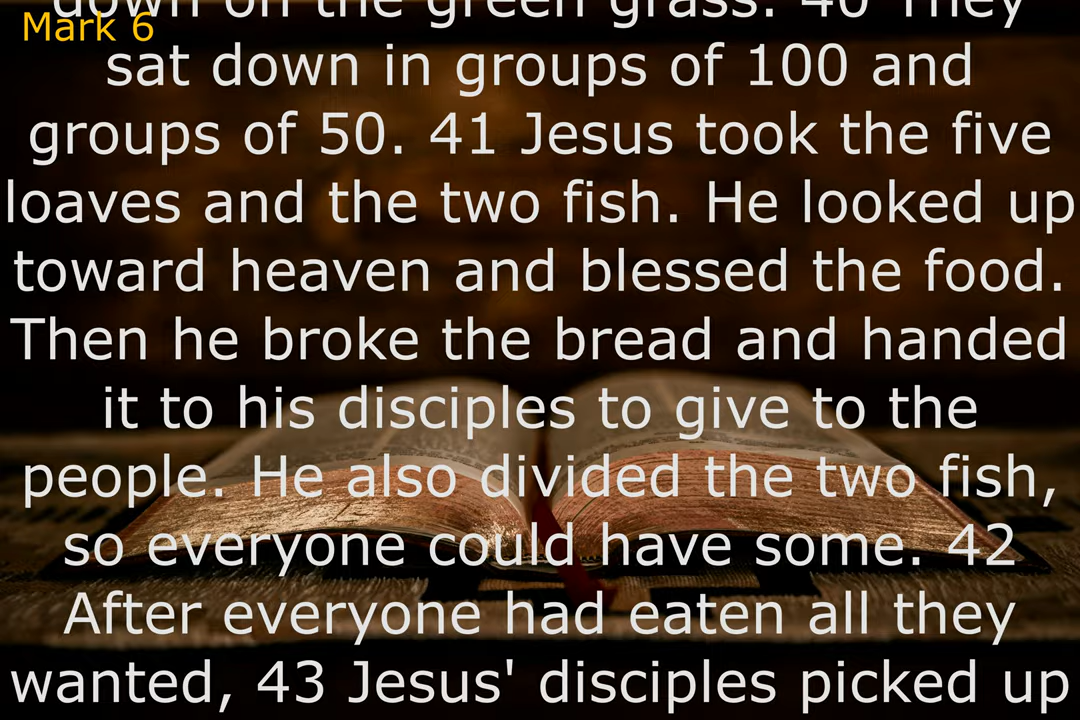 down on the green grass. 40 They
Mark 6
sat down in groups of 100 and
groups of 50. 41 Jesus took the five
loaves and the two fish. He looked up
toward heaven and blessed the food.
Then he broke the bread and handed
it to his disciples to give to the
people. He also divided the two fish,
so everyone could have some. 42
After everyone had eaten all they
wanted, 43 Jesus' disciples picked up